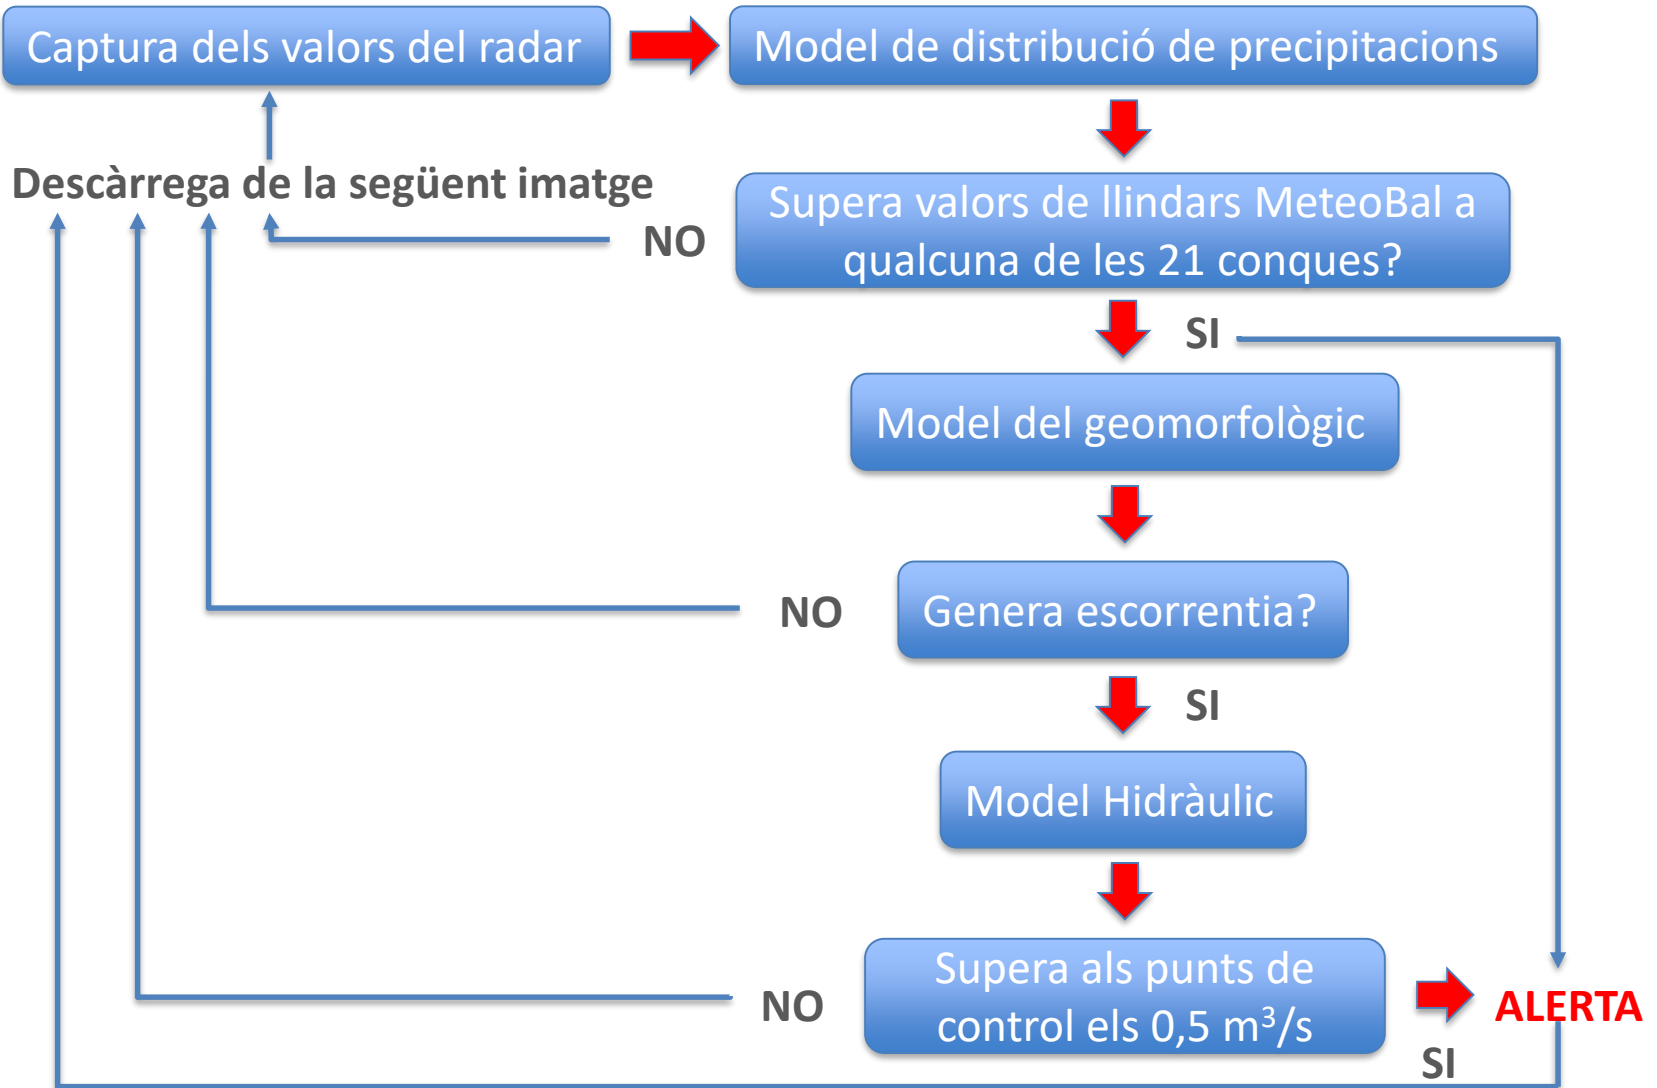 Captura dels valors del radar
Model de distribució de precipitacions
Descàrrega de la següent imatge
Supera valors de llindars MeteoBal a
qualcuna de les 21 conques?
NO
SI
Model del geomorfològic
Genera escorrentia?
NO
SI
Model Hidràulic
Supera als punts de
control els 0,5 m³/s
NO
ALERTA
SI